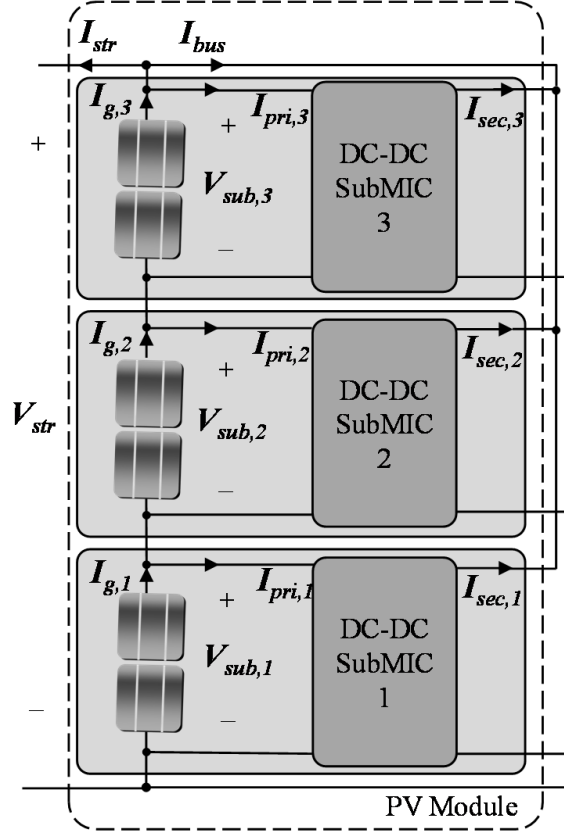 I_str I_bus
I_g,3 I_pri,3 I_sec,3
+ +
V_sub,3
DC-DC
SubMIC
3
–
I_g,2 I_pri,2 I_sec,2
+
V_str
V_sub,2
DC-DC
SubMIC
2
–
I_g,1 I_pri,1 I_sec,1
+
V_sub,1
DC-DC
SubMIC
1
– –
PV Module